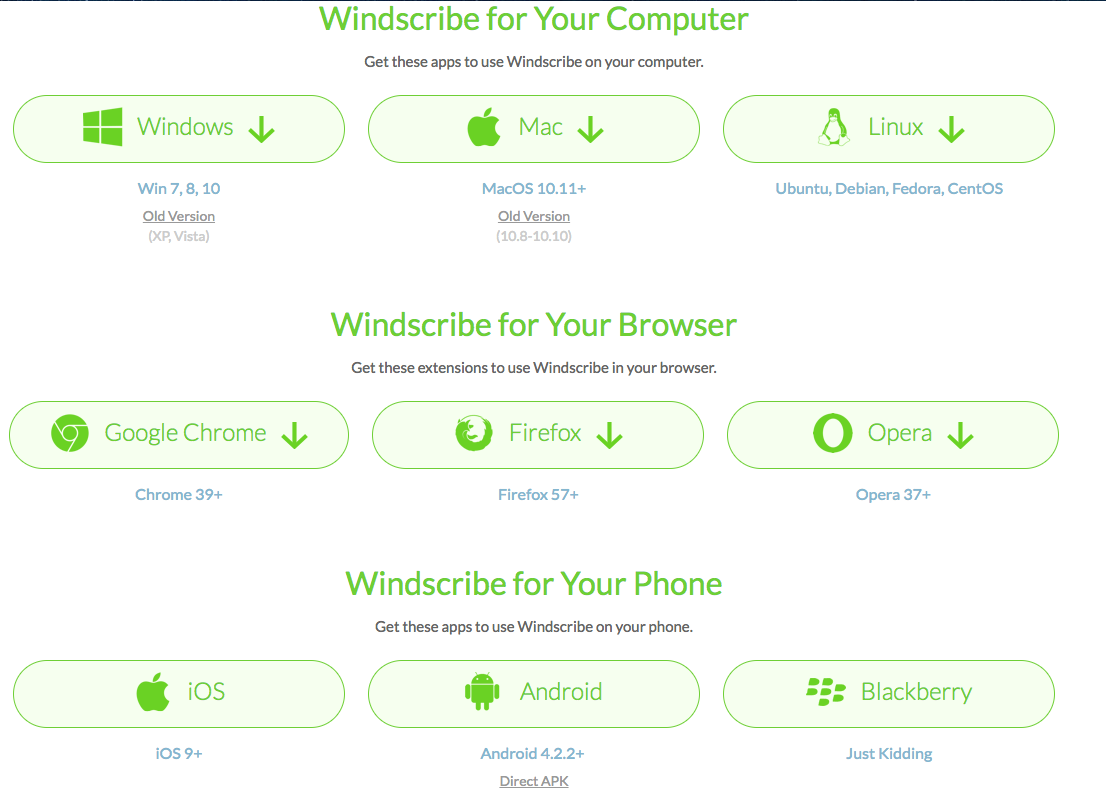 Windscribe for Your Computer
Get these apps to use Windscribe on your computer.
Windows
Mac
Linux
Win 7, 8, 10
MacOS 10.11+
Ubuntu, Debian, Fedora, CentOS
Old Version
Old Version
(XP, Vista)
(10.8-10.10)
Windscribe for Your Browser
Get these extensions to use Windscribe in your browser.
Google Chrome
Firefox
Opera
Chrome 39+
Firefox 57+
Opera 37+
Windscribe for Your Phone
Get these apps to use Windscribe on your phone.
iOS
Android
Blackberry
iOS 9+
Android 4.2.2+
Just Kidding
Direct APK